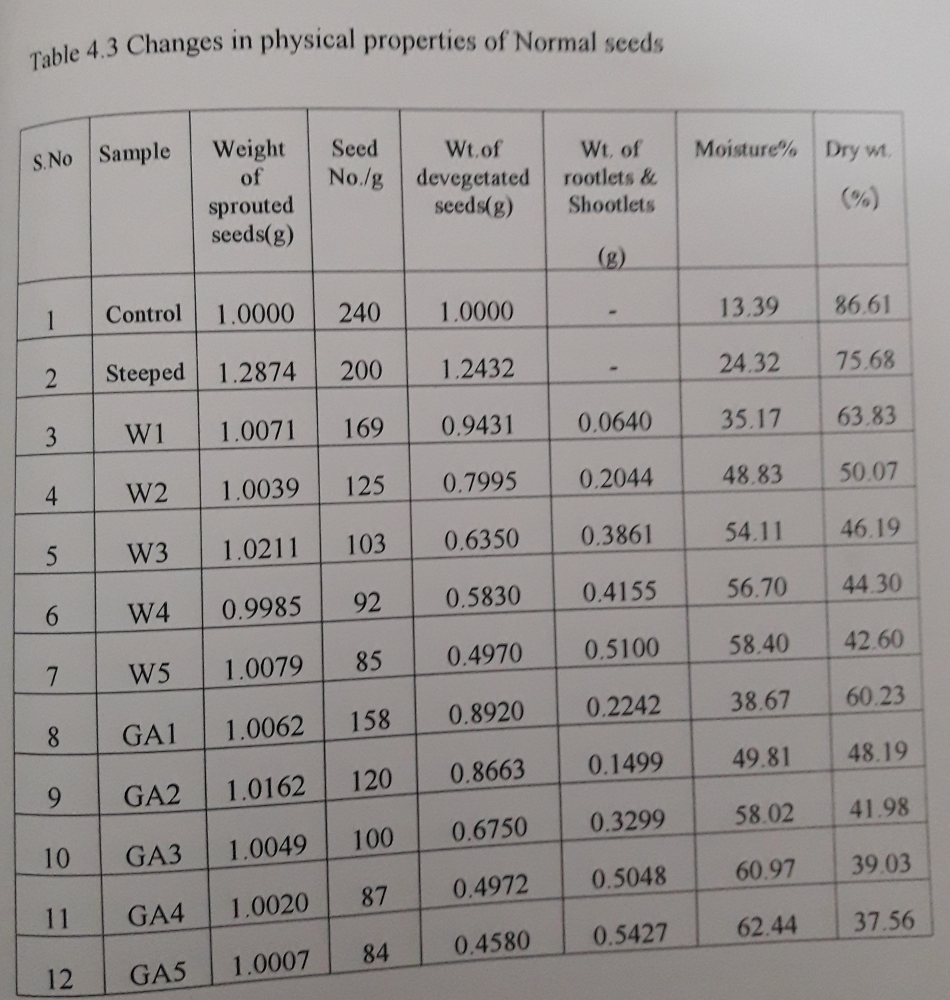 Table 4.3 Changes in physical properties of Normal seeds
S.No Sample Weight of sprouted seeds(g) Seed No./g Wt.of devegetated seeds(g) Wt. of rootlets & Shootlets (g) Moisture% Dry wt. (%)
1 Control 1.0000 240 1.0000 - 13.39 86.61
2 Steeped 1.2874 200 1.2432 - 24.32 75.68
3 W1 1.0071 169 0.9431 0.0640 35.17 63.83
4 W2 1.0039 125 0.7995 0.2044 48.83 50.07
5 W3 1.0211 103 0.6350 0.3861 54.11 46.19
6 W4 0.9985 92 0.5830 0.4155 56.70 44.30
7 W5 1.0079 85 0.4970 0.5100 58.40 42.60
8 GA1 1.0062 158 0.8920 0.2242 38.67 60.23
9 GA2 1.0162 120 0.8663 0.1499 49.81 48.19
10 GA3 1.0049 100 0.6750 0.3299 58.02 41.98
11 GA4 1.0020 87 0.4972 0.5048 60.97 39.03
12 GA5 1.0007 84 0.4580 0.5427 62.44 37.56